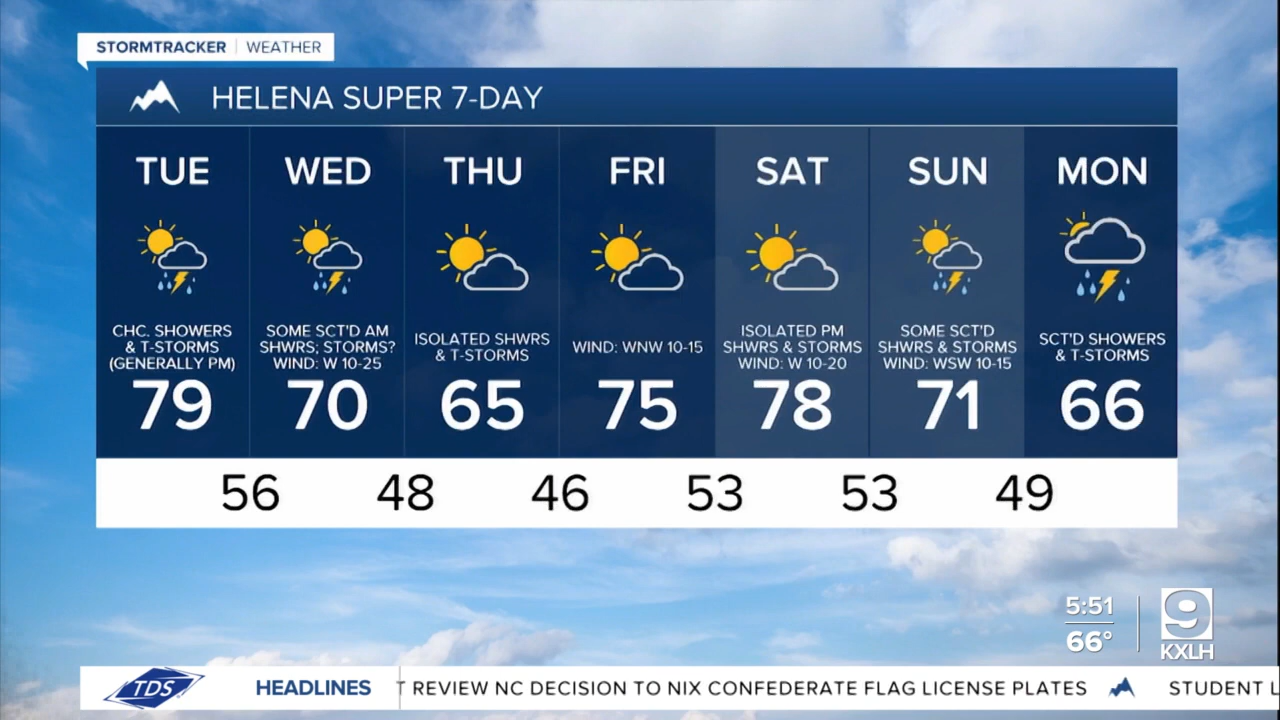 STORMTRACKER | WEATHER
HELENA SUPER 7-DAY
TUE
CHC. SHOWERS
& T-STORMS
(GENERALLY PM)
79
WED
SOME SCT'D AM
SHWRS; STORMS?
WIND: W 10-25
70
THU
ISOLATED SHWRS
& T-STORMS
65
FRI
WIND: WNW 10-15
75
SAT
ISOLATED PM
SHWRS & STORMS
WIND: W 10-20
78
SUN
SOME SCT'D
SHWRS & STORMS
WIND: WSW 10-15
71
MON
SCT'D SHOWERS
& T-STORMS
66
56 48 46 53 53 49
5:51
66°
9
KXLH
TDS HEADLINES T REVIEW NC DECISION TO NIX CONFEDERATE FLAG LICENSE PLATES STUDENT L